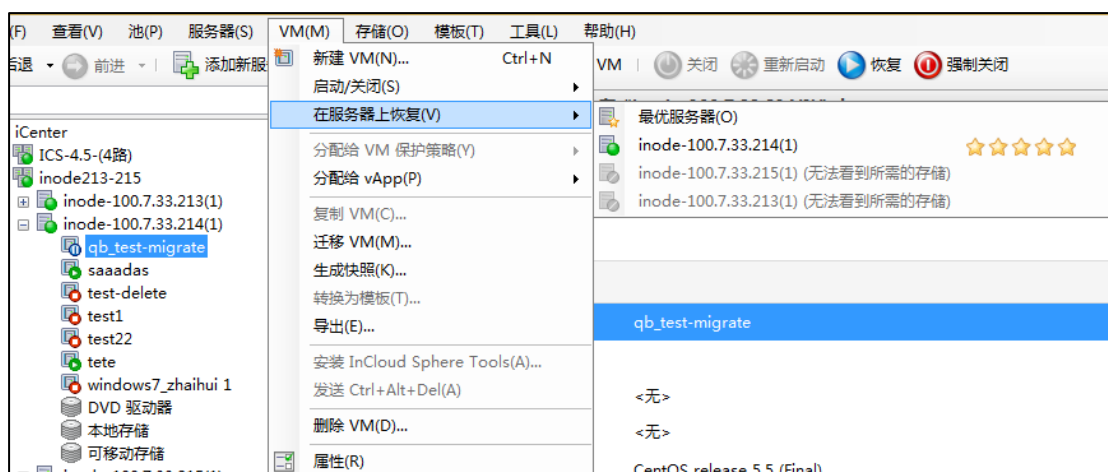 (F) 查看(V) 池(P) 服务器(S) VM(M) 存储(O) 模板(T) 工具(L) 帮助(H)
后退 前进 添加新服 VM 关闭 重新启动 恢复 强制关闭
新建 VM(N)... Ctrl+N
启动/关闭(S)
在服务器上恢复(V)
分配给 VM 保护策略(Y)
分配给 vApp(P)
复制 VM(C)...
迁移 VM(M)...
生成快照(K)...
转换为模板(T)...
导出(E)...
安装 InCloud Sphere Tools(A)...
发送 Ctrl+Alt+Del(A)
删除 VM(D)...
属性(R)
最优服务器(O)
inode-100.7.33.214(1)
inode-100.7.33.215(1) (无法看到所需的存储)
inode-100.7.33.213(1) (无法看到所需的存储)
iCenter
ICS-4.5-(4路)
inode213-215
inode-100.7.33.213(1)
inode-100.7.33.214(1)
qb_test-migrate
saaadas
test-delete
test1
test22
tete
windows7_zhaihui 1
DVD 驱动器
本地存储
可移动存储
qb_test-migrate
<无>
<无>
CentOS release 5.5 (Final)